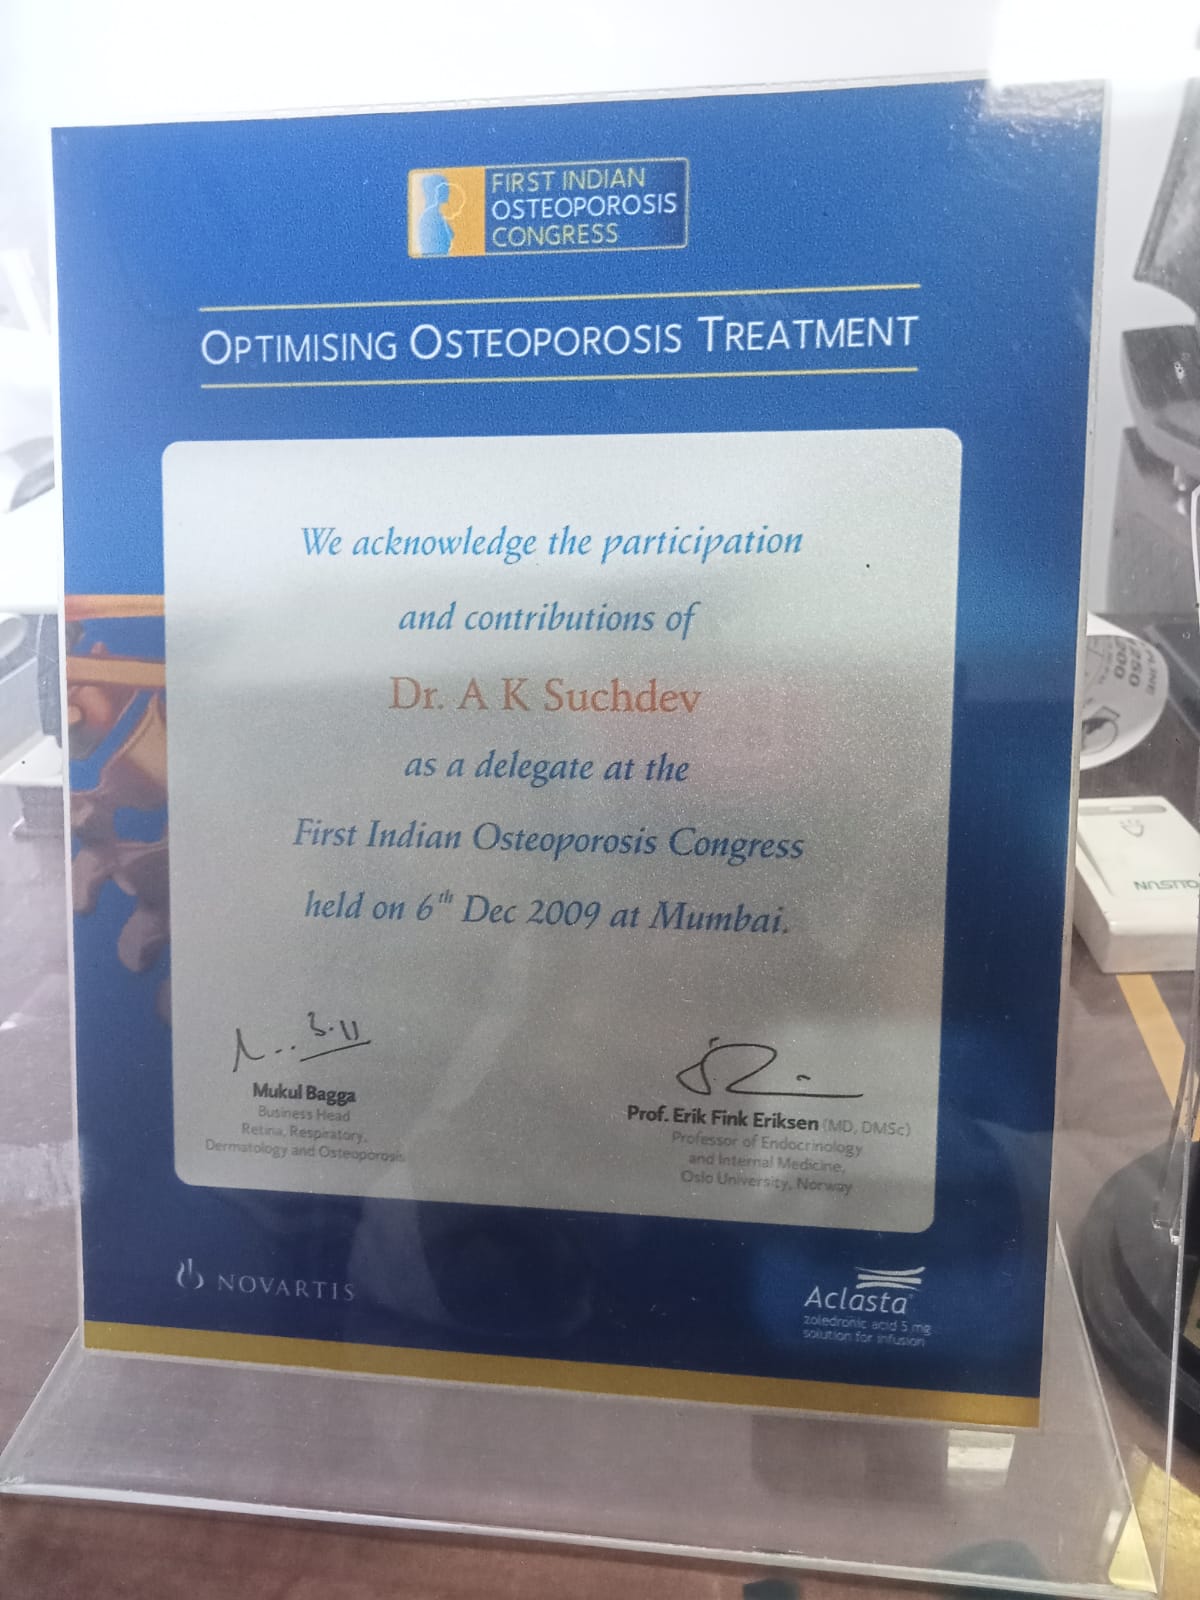 FIRST INDIAN
OSTEOPOROSIS
CONGRESS
OPTIMISING OSTEOPOROSIS TREATMENT
We acknowledge the participation
and contributions of
Dr. A K Suchdev
as a delegate at the
First Indian Osteoporosis Congress
held on 6th Dec 2009 at Mumbai.
Mukul Bagga
Business Head
Retina, Respiratory,
Dermatology and Osteoporosis
Prof. Erik Fink Eriksen (MD, DMSc)
Professor of Endocrinology
and Internal Medicine,
Oslo University, Norway
NOVARTIS
Aclasta
zoledronic acid 5 mg
solution for infusion